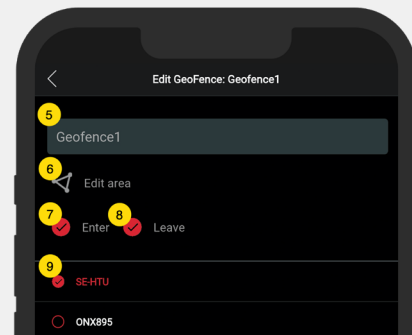 Edit GeoFence: Geofence1
5
Geofence1
6
Edit area
7 Enter 8 Leave
9
SE-HTU
ONX895